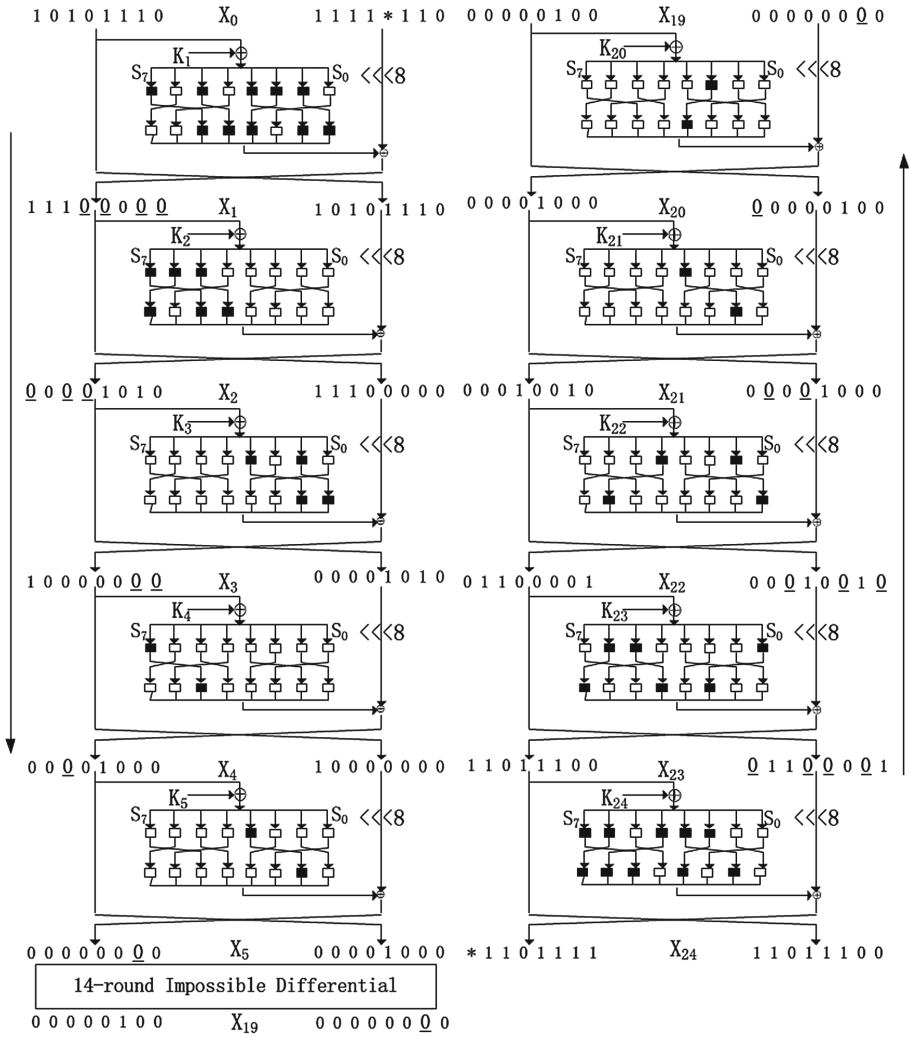 1 0 1 0 1 1 1 0 X₀ 1 1 1 1 * 1 1 0
K₁
S₇ S₀ <<<8
1 1 1 0 0 0 0 0 X₁ 1 0 1 0 1 1 1 0
K₂
S₇ S₀ <<<8
0 0 0 0 1 0 1 0 X₂ 1 1 1 0 0 0 0 0
K₃
S₇ S₀ <<<8
1 0 0 0 0 0 0 0 X₃ 0 0 0 0 1 0 1 0
K₄
S₇ S₀ <<<8
0 0 0 0 1 0 0 0 X₄ 1 0 0 0 0 0 0 0
K₅
S₇ S₀ <<<8
0 0 0 0 0 0 0 0 X₅ 0 0 0 0 1 0 0 0
14-round Impossible Differential
0 0 0 0 0 1 0 0 X₁₉ 0 0 0 0 0 0 0 0
0 0 0 0 0 1 0 0 X₁₉ 0 0 0 0 0 0 0 0
K₂₀
S₇ S₀ <<<8
0 0 0 0 1 0 0 0 X₂₀ 0 0 0 0 0 1 0 0
K₂₁
S₇ S₀ <<<8
0 0 0 1 0 0 1 0 X₂₁ 0 0 0 0 1 0 0 0
K₂₂
S₇ S₀ <<<8
0 1 1 0 0 0 0 1 X₂₂ 0 0 0 1 0 0 1 0
K₂₃
S₇ S₀ <<<8
1 1 0 1 1 1 0 0 X₂₃ 0 1 1 0 0 0 0 1
K₂₄
S₇ S₀ <<<8
* 1 1 0 1 1 1 1 X₂₄ 1 1 0 1 1 1 0 0